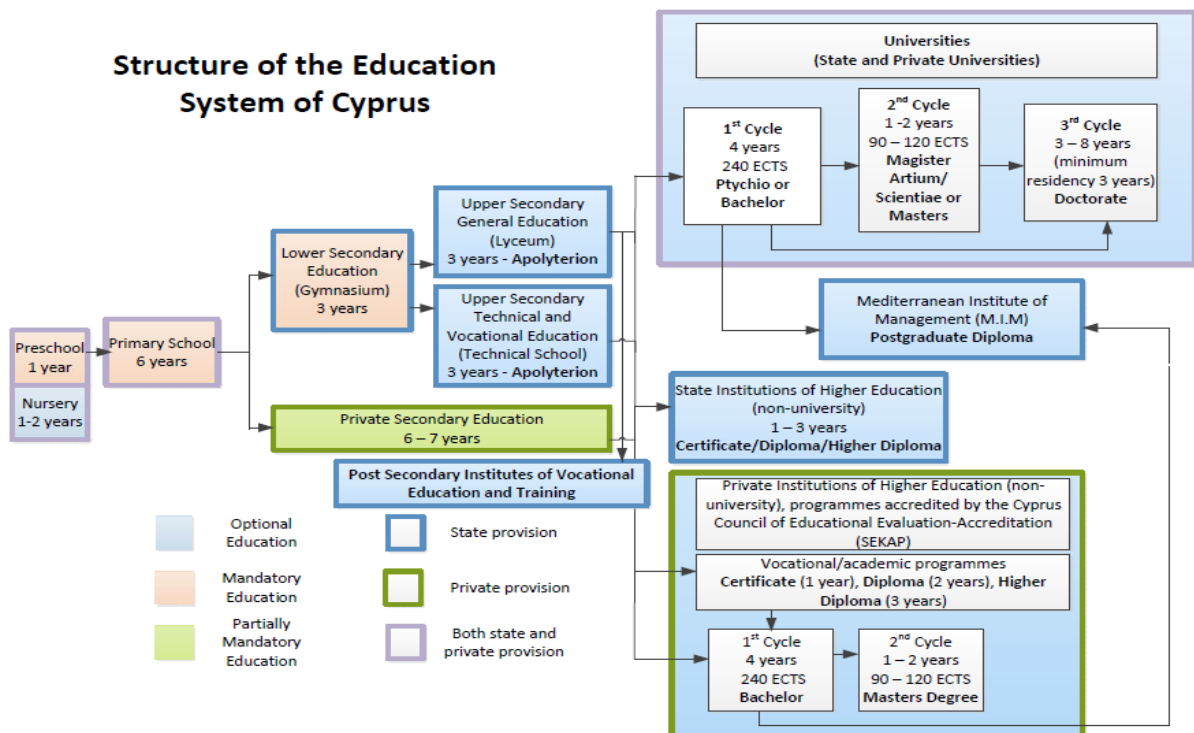 Structure of the Education
System of Cyprus
Preschool
1 year
Nursery
1-2 years
Primary School
6 years
Lower Secondary
Education
(Gymnasium)
3 years
Upper Secondary
General Education
(Lyceum)
3 years - Apolyterion
Upper Secondary
Technical and
Vocational Education
(Technical School)
3 years - Apolyterion
Private Secondary Education
6 – 7 years
Post Secondary Institutes of Vocational
Education and Training
Universities
(State and Private Universities)
1st Cycle
4 years
240 ECTS
Ptychio or
Bachelor
2nd Cycle
1 -2 years
90 – 120 ECTS
Magister
Artium/
Scientiae or
Masters
3rd Cycle
3 – 8 years
(minimum
residency 3 years)
Doctorate
Mediterranean Institute of
Management (M.I.M)
Postgraduate Diploma
State Institutions of Higher Education
(non-university)
1 – 3 years
Certificate/Diploma/Higher Diploma
Private Institutions of Higher Education (non-
university), programmes accredited by the Cyprus
Council of Educational Evaluation-Accreditation
(SEKAP)
Vocational/academic programmes
Certificate (1 year), Diploma (2 years), Higher
Diploma (3 years)
1st Cycle
4 years
240 ECTS
Bachelor
2nd Cycle
1 – 2 years
90 – 120 ECTS
Masters Degree
Optional
Education
Mandatory
Education
Partially
Mandatory
Education
State provision
Private provision
Both state and
private provision